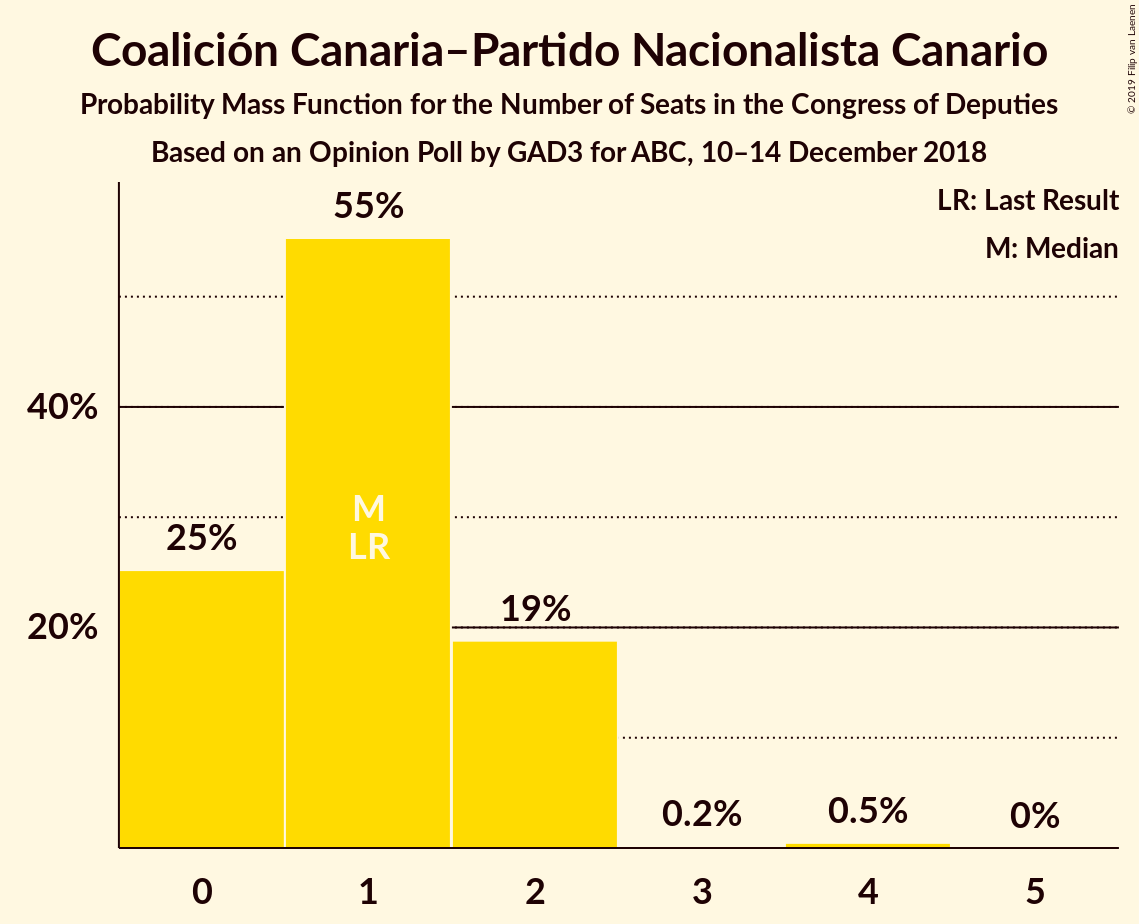 Coalición Canaria–Partido Nacionalista Canario
Probability Mass Function for the Number of Seats in the Congress of Deputies
Based on an Opinion Poll by GAD3 for ABC, 10–14 December 2018
© 2019 Filip van Laenen
LR: Last Result
M: Median
55%
40%
M
LR
25%
20%
19%
0.2%
0.5%
0%
0 1 2 3 4 5